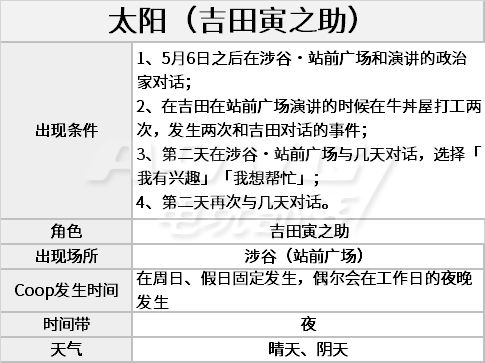 太阳（吉田寅之助）
出现条件
1、5月6日之后在涉谷·站前广场和演讲的政治
家对话；
2、在吉田在站前广场演讲的时候在牛丼屋打工两
次，发生两次和吉田对话的事件；
3、第二天在涉谷·站前广场与几天对话，选择「
我有兴趣」「我想帮忙」；
4、第二天再次与几天对话。
角色
吉田寅之助
出现场所
涉谷（站前广场）
Coop发生时间
在周日、假日固定发生，偶尔会在工作日的夜晚
发生
时间带
夜
天气
晴天、阴天